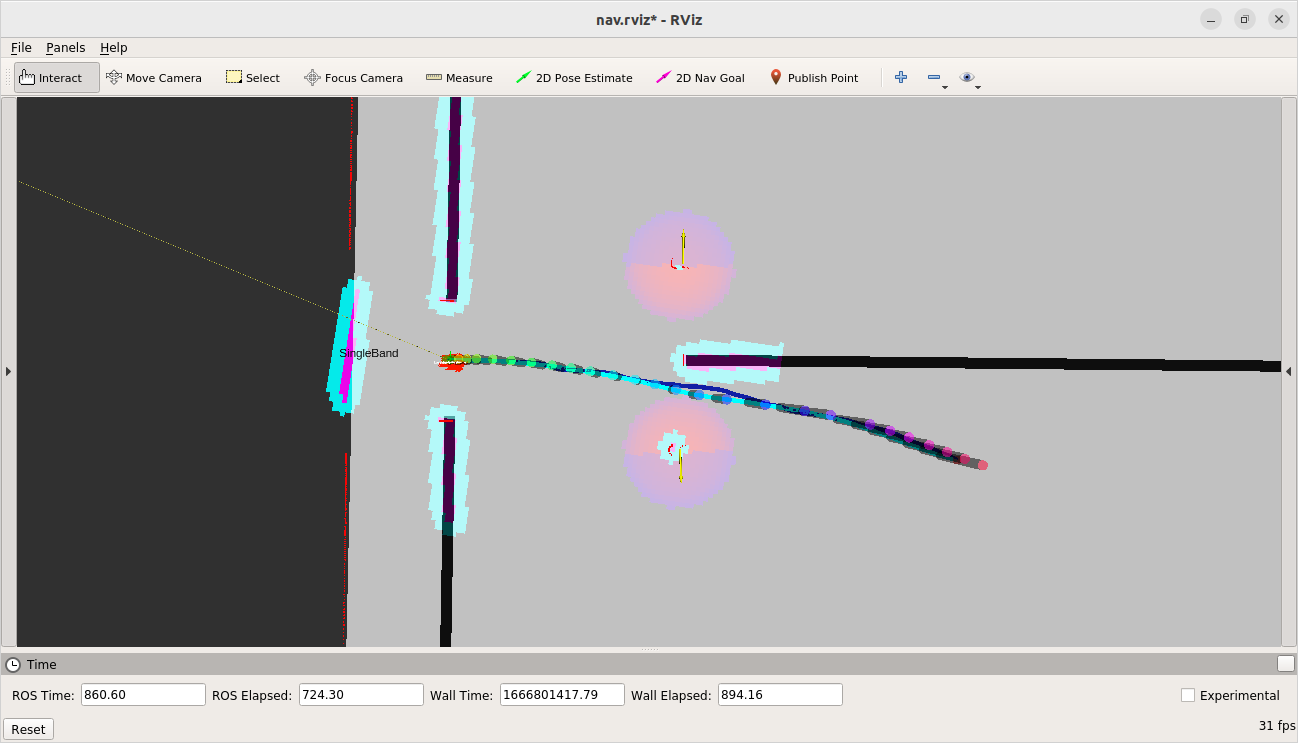 nav.rviz* - RViz
File Panels Help
Interact Move Camera Select Focus Camera Measure 2D Pose Estimate 2D Nav Goal Publish Point
SingleBand
Time
ROS Time: 860.60 ROS Elapsed: 724.30 Wall Time: 1666801417.79 Wall Elapsed: 894.16 Experimental
Reset 31 fps